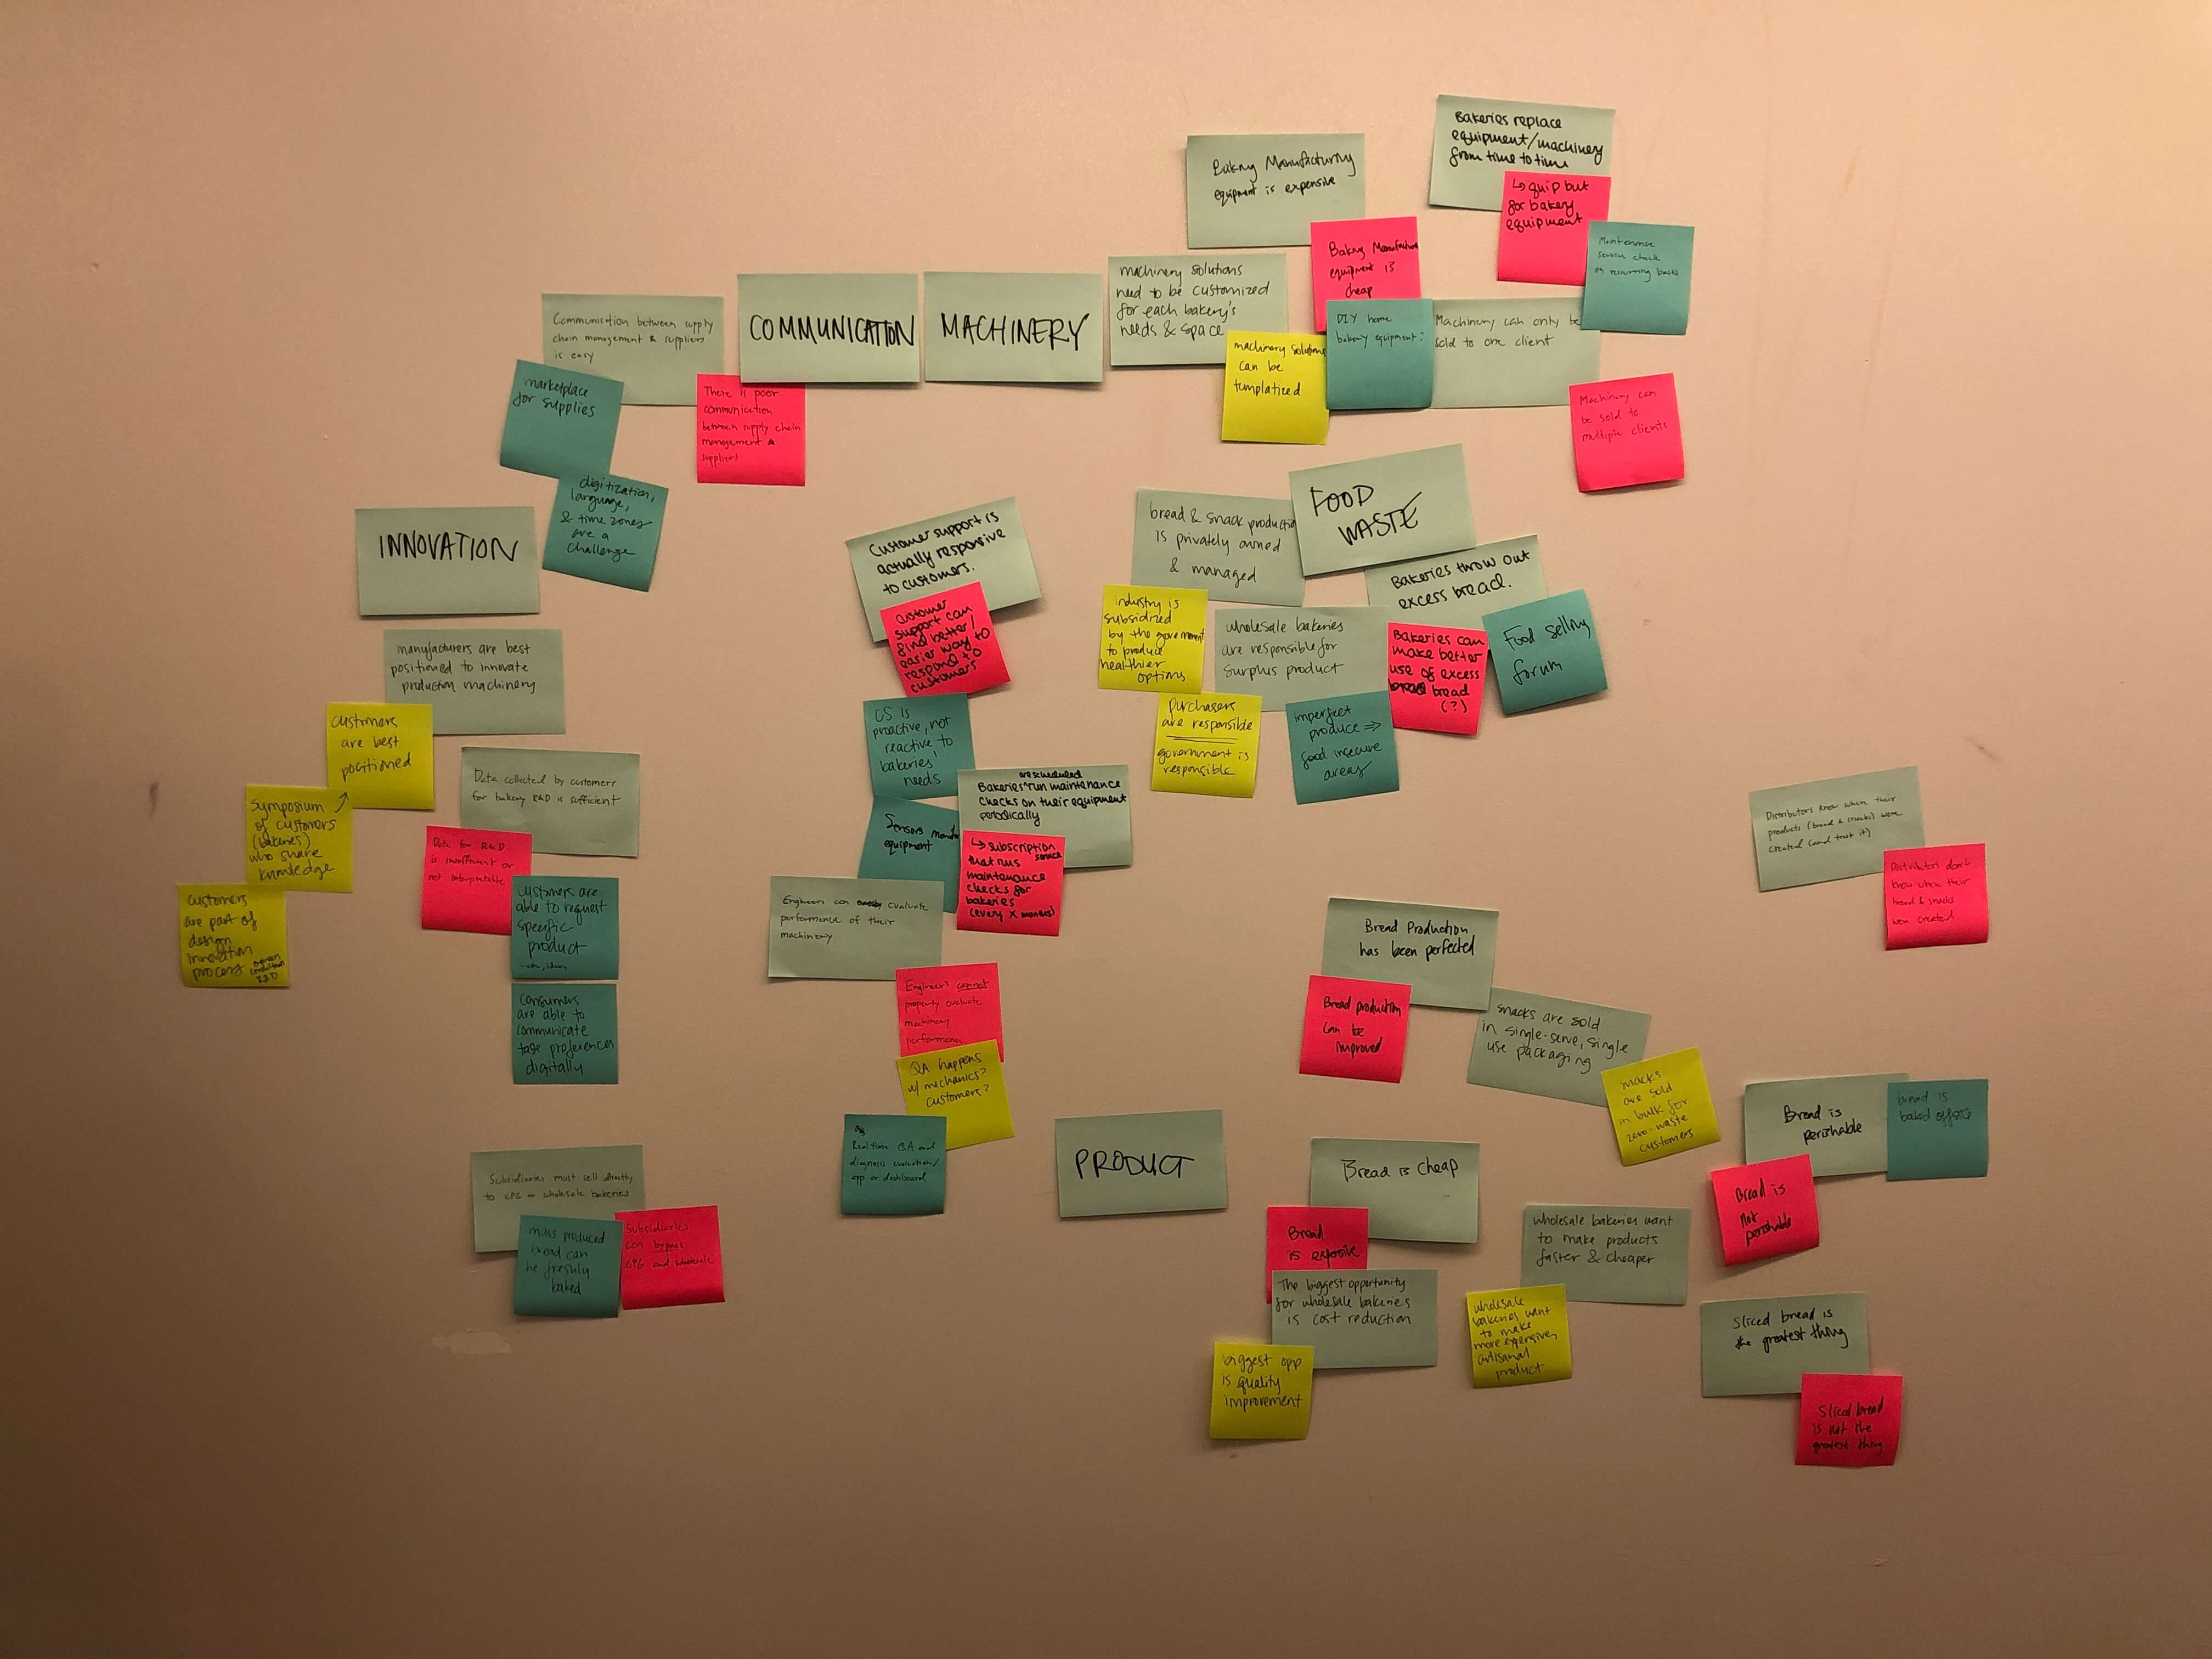 Bakeries replace
equipment/machinery
from time to time
↳ quip but
for bakery
equipment
Maintenance
service check
on recurring basis
Baking Manufacturing
equipment is expensive
Baking Manufacturing
equipment is
cheap
DIY home
bakery equipment?
machinery solutions
need to be customized
for each bakery's
needs & space
machinery solutions
can be
templatized
Machinery can only be
sold to one client
Machinery can
be sold to
multiple clients
MACHINERY
COMMUNICATION
Communication between supply
chain management & suppliers
is easy
marketplace
for supplies
There is poor
communication
between supply chain
management &
suppliers
digitization,
language,
& time zones
are a
challenge
INNOVATION
manufacturers are best
positioned to innovate
production machinery
customers
are best
positioned
Symposium
of customers
(bakeries)
who share
knowledge
customers
are part of
design
innovation
process
Data collected by customers
for bakery R&D is sufficient
Data for R&D
is insufficient or
not interpretable
customers are
able to request
specific
product
Consumers
are able to
communicate
taste preferences
digitally
Customer support is
actually responsive
to customers.
customer
support can
find better/
easier way to
respond to
customers
CS is
proactive, not
reactive to
bakeries'
needs
Sensors monitor
equipment
are scheduled
Bakeries run maintenance
checks on their equipment
periodically
↳ subscription
service
that runs
maintenance
checks for
bakeries
(every x months)
Engineers can evaluate
performance of their
machinery
Engineers cannot
properly evaluate
machinery
performance
QA happens
w/ mechanics?
customers?
Real time QA and
diagnosis evaluation/
app or dashboard
FOOD
WASTE
bread & snack production
is privately owned
& managed
industry is
subsidized
by the government
to produce
healthier
options
wholesale bakeries
are responsible for
surplus product
purchasers
are responsible
government is
responsible
imperfect
produce ⇒
food insecure
areas
Bakeries throw out
excess bread.
Bakeries can
make better
use of excess
bread
(?)
Food selling
forum
Distributors know where their
products (bread & snacks) were
created (and trust it)
Distributors don't
know where their
bread & snacks
were created
Bread Production
has been perfected
Bread production
can be
improved
snacks are sold
in single-serve, single
use packaging
snacks
are sold
in bulk for
zero-waste
customers
Bread is
perishable
bread is
baked offsite
Bread is
not
perishable
PRODUCT
Bread is cheap
Bread
is expensive
The biggest opportunity
for wholesale bakeries
is cost reduction
biggest opp
is quality
improvement
wholesale bakeries want
to make products
faster & cheaper
wholesale
bakeries want
to make
more expensive,
artisanal
product
Sliced bread is
the greatest thing
Sliced bread
is not the
greatest thing
Subsidiaries must sell directly
to CPG or wholesale bakeries
mass produced
bread can
be freshly
baked
Subsidiaries
can bypass
CPG and wholesale